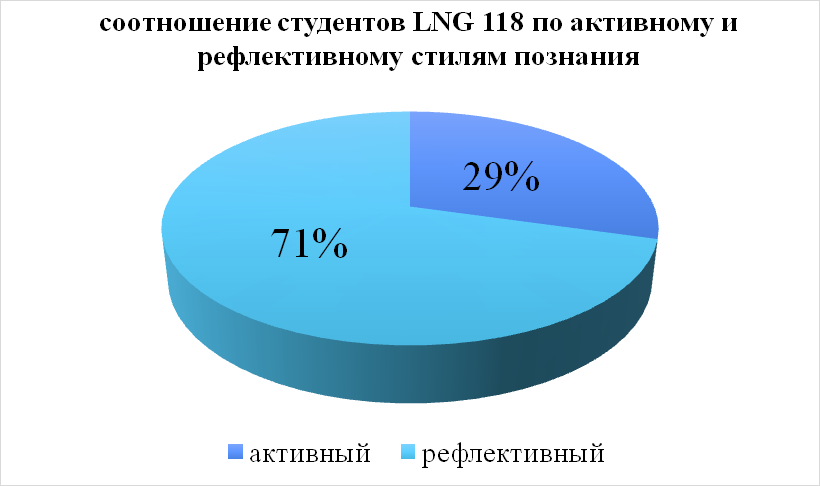 соотношение студентов LNG 118 по активному и
рефлективному стилям познания
29%
71%
активный рефлективный